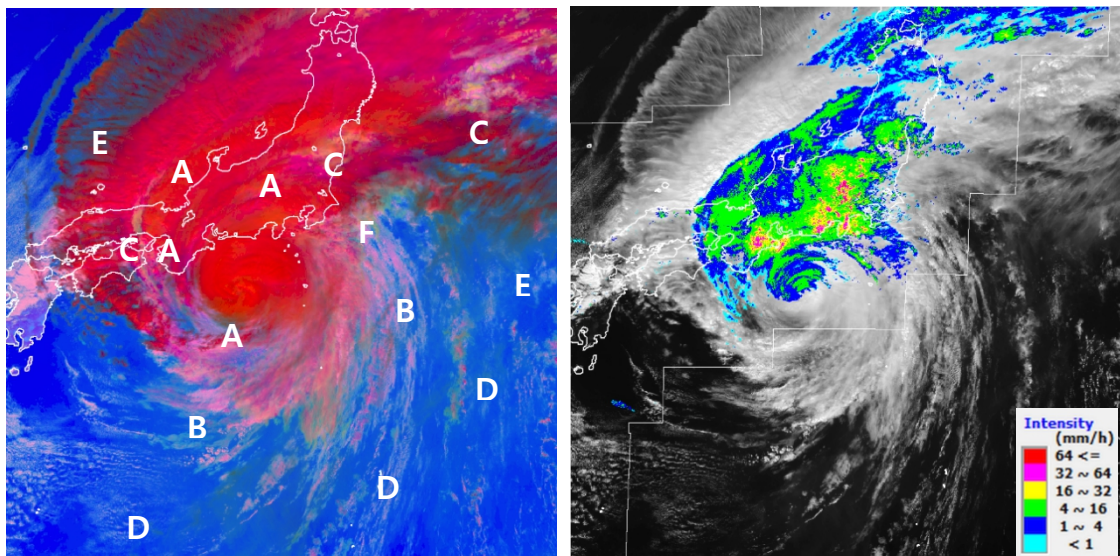 E
A
C
C
A
C
A
F
E
B
A
D
B
D
D
Intensity
(mm/h)
64 <=
32 ~ 64
16 ~ 32
4 ~ 16
1 ~ 4
< 1